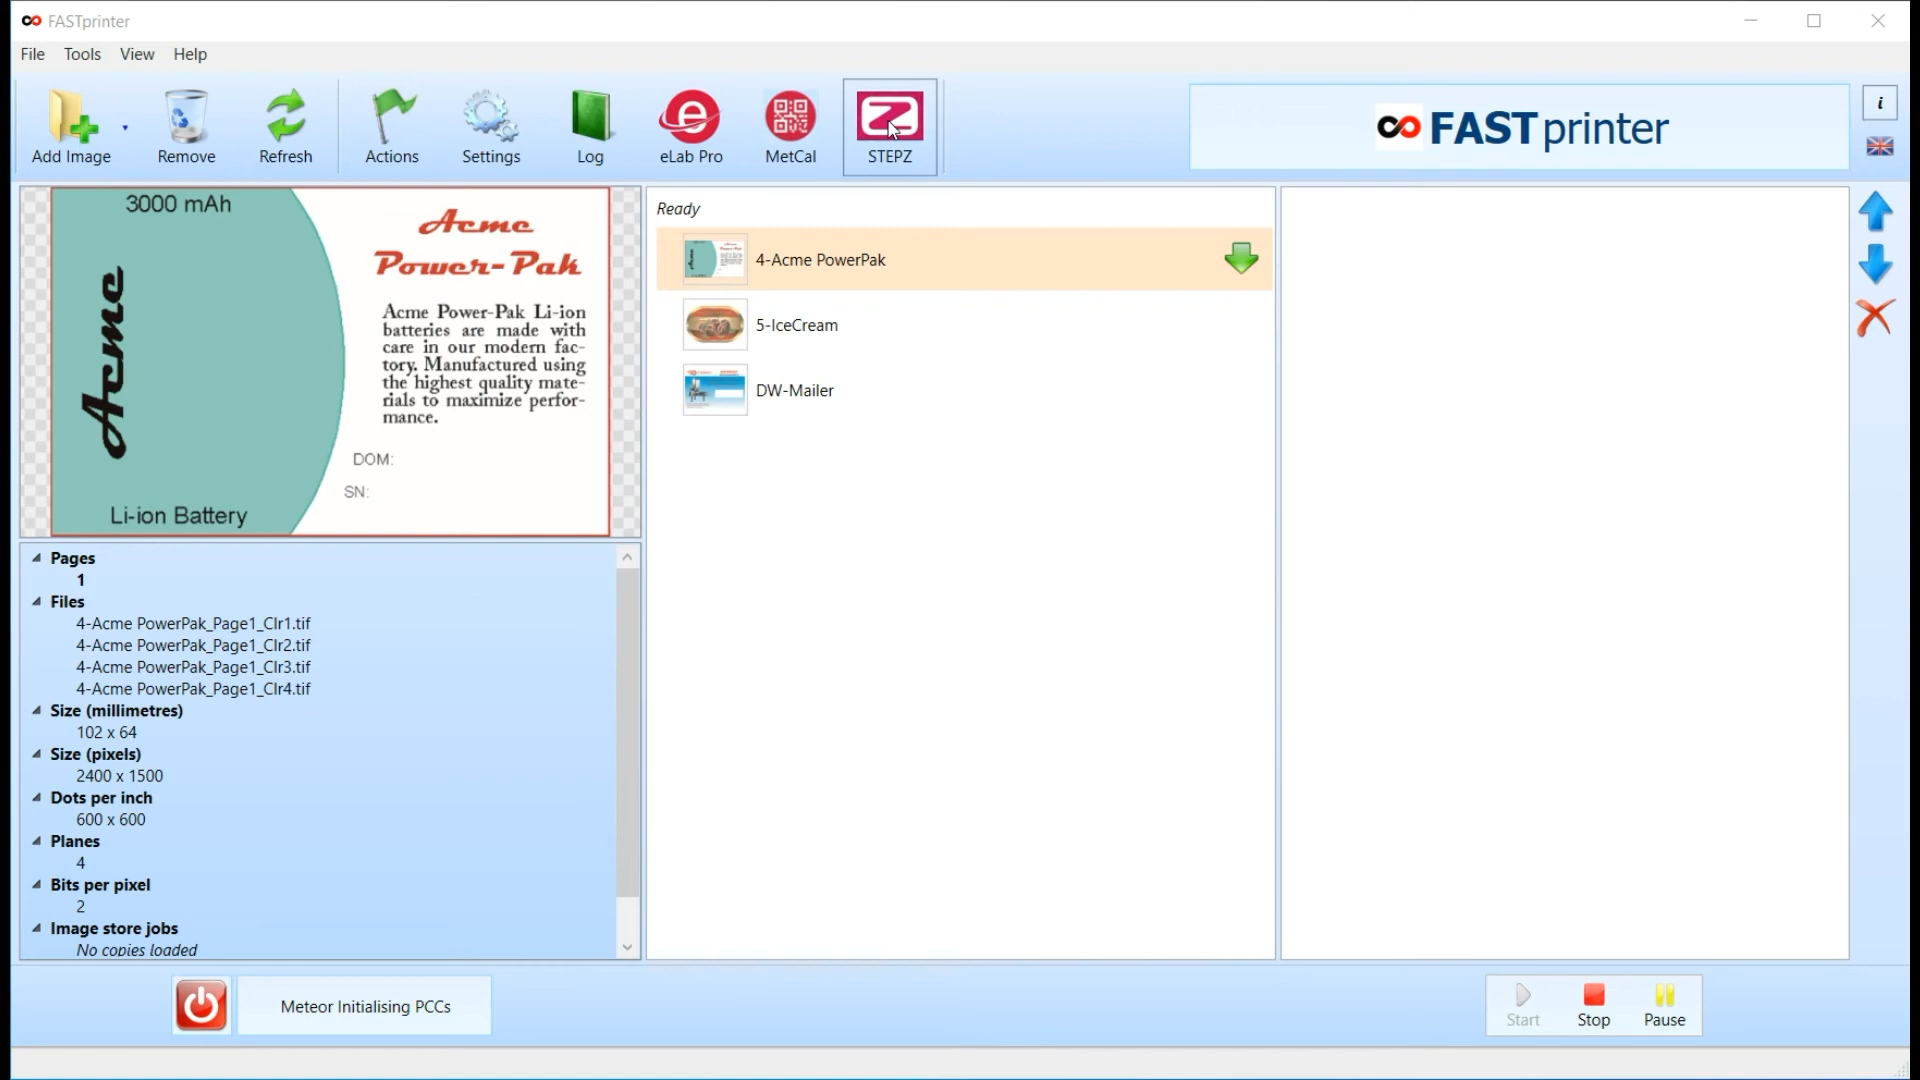 FASTprinter
File Tools View Help
Add Image Remove Refresh Actions Settings Log eLab Pro MetCal STEPZ
FASTprinter
i
3000 mAh
Acme
Li-ion Battery
Acme
Power-Pak
Acme Power-Pak Li-ion
batteries are made with
care in our modern fac-
tory. Manufactured using
the highest quality mate-
rials to maximize perfor-
mance.
DOM:
SN:
Ready
4-Acme PowerPak
5-IceCream
DW-Mailer
Pages
1
Files
4-Acme PowerPak_Page1_Clr1.tif
4-Acme PowerPak_Page1_Clr2.tif
4-Acme PowerPak_Page1_Clr3.tif
4-Acme PowerPak_Page1_Clr4.tif
Size (millimetres)
102 x 64
Size (pixels)
2400 x 1500
Dots per inch
600 x 600
Planes
4
Bits per pixel
2
Image store jobs
No copies loaded
Meteor Initialising PCCs
Start Stop Pause